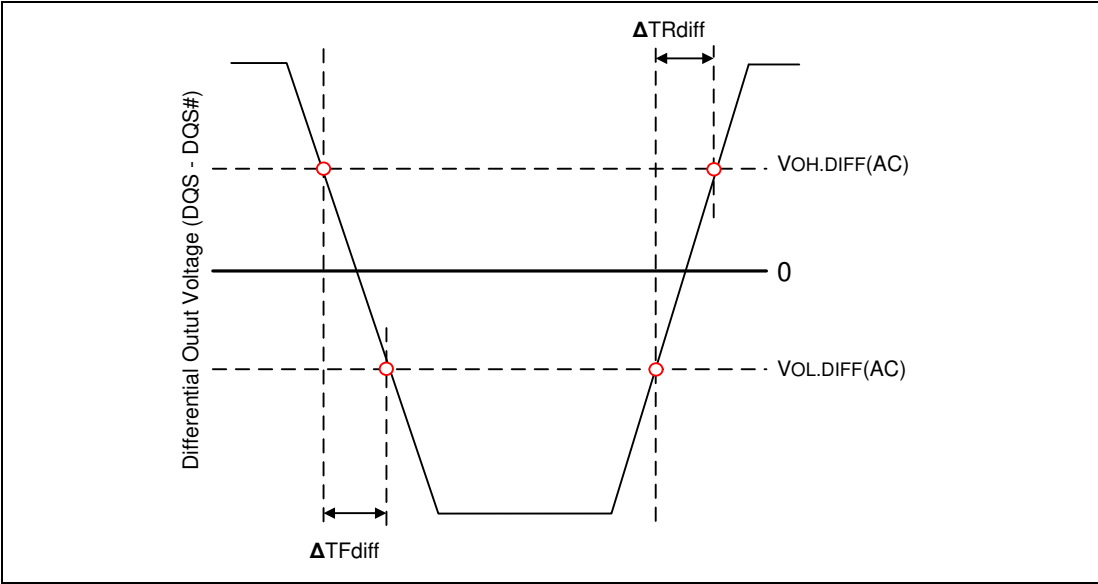 ΔTRdiff
Differential Outut Voltage (DQS - DQS#)
VOH.DIFF(AC)
0
VOL.DIFF(AC)
ΔTFdiff